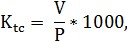 K_tc = V/P * 1000,